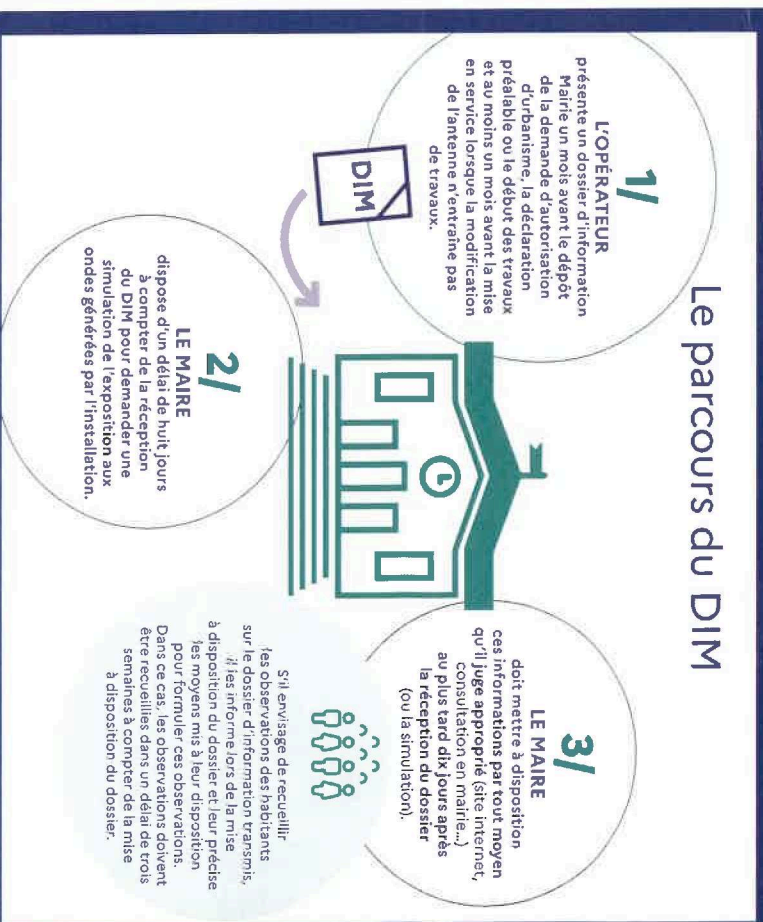 Le parcours du DIM
1/
L'OPÉRATEUR
présente un dossier d'information
Mairie un mois avant le dépôt
de la demande d'autorisation
d'urbanisme, la déclaration
préalable ou le début des travaux
et au moins un mois avant la mise
en service lorsque la modification
de l'antenne n'entraîne pas
de travaux.
DIM
2/
LE MAIRE
dispose d'un délai de huit jours
à compter de la réception
du DIM pour demander une
simulation de l'exposition aux
ondes générées par l'installation.
3/
LE MAIRE
doit mettre à disposition
ces informations par tout moyen
qu'il juge approprié (site internet,
consultation en mairie...)
au plus tard dix jours après
la réception du dossier
(ou la simulation).
S'il envisage de recueillir
les observations des habitants
sur le dossier d'information transmis,
il les informe lors de la mise
à disposition du dossier et leur précise
les moyens mis à leur disposition
pour formuler ces observations.
Dans ce cas, les observations doivent
être recueillies dans un délai de trois
semaines à compter de la mise
à disposition du dossier.